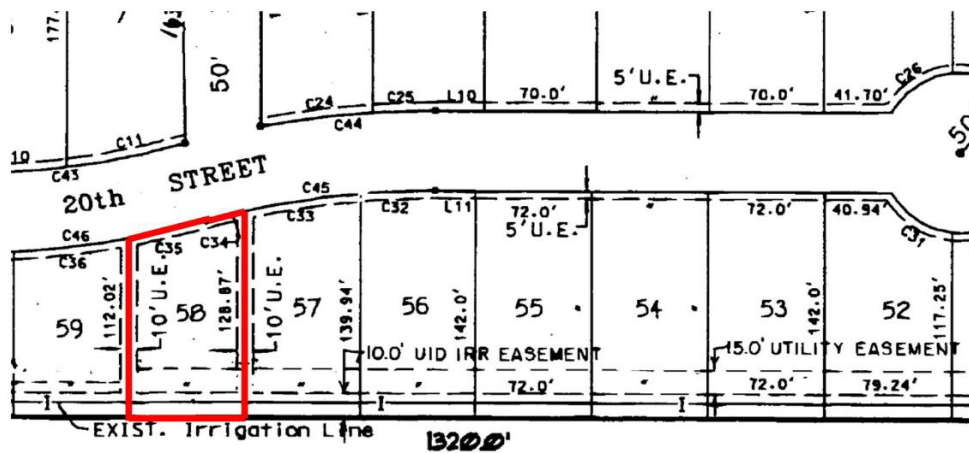 177.
50'
C24
C25
L10
70.0'
"
5'U.E.
70.0'
41.70'
C26
C44
10
C11
C43
50
20th STREET
C45
C33
C32
L11
72.0'
"
5'U.E.
72.0'
40.94'
C31
C46
C36
C35
C34
59
112.02'
10'U.E.
58
128.87'
10'U.E.
57
139.94'
56
142.0'
55
"
54
"
53
142.0'
52
117.25'
10.0' UID IRR EASEMENT
15.0' UTILITY EASEMENT
"
"
"
"
72.0'
"
72.0'
79.24'
I
I
I
EXIST. Irrigation Line
1320.0'